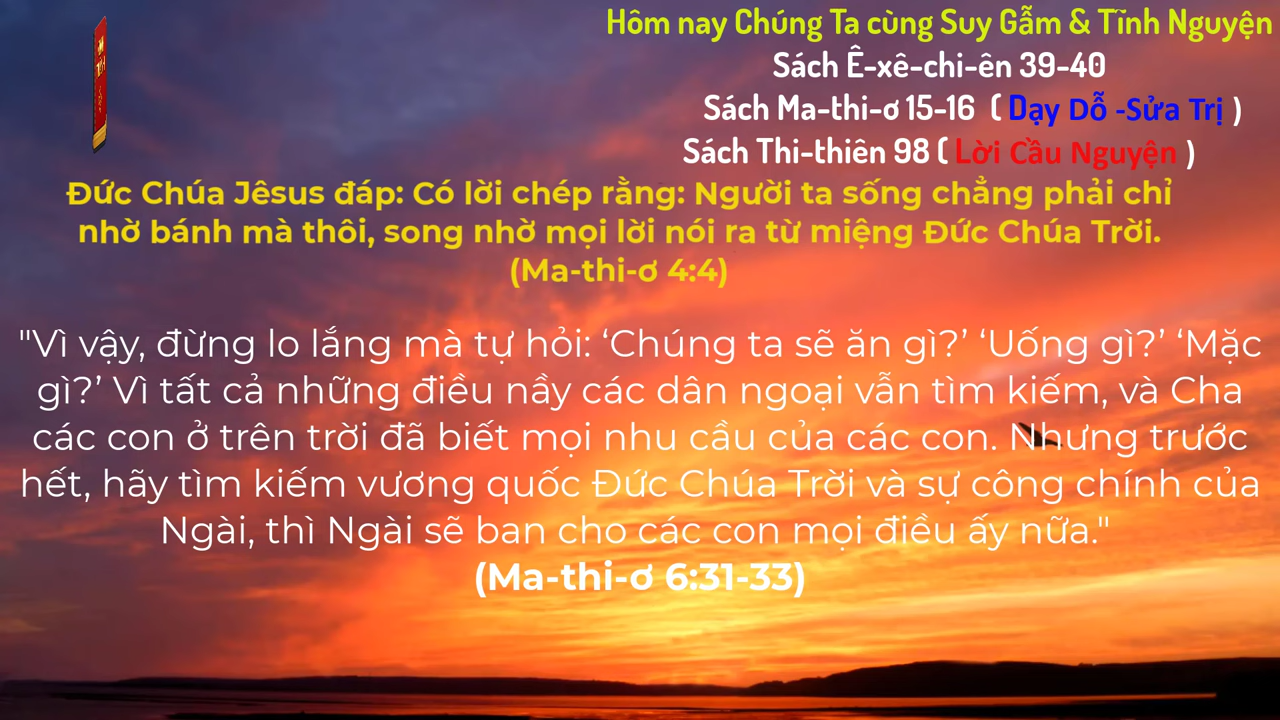 Hôm nay Chúng Ta cùng Suy Gẫm & Tĩnh Nguyện
Sách Ê-xê-chi-ên 39-40
Sách Ma-thi-ơ 15-16 ( Dạy Dỗ -Sửa Trị )
Sách Thi-thiên 98 ( Lời Cầu Nguyện )
Đức Chúa Jêsus đáp: Có lời chép rằng: Người ta sống chẳng phải chỉ
nhờ bánh mà thôi, song nhờ mọi lời nói ra từ miệng Đức Chúa Trời.
(Ma-thi-ơ 4:4)
"Vì vậy, đừng lo lắng mà tự hỏi: ‘Chúng ta sẽ ăn gì?’ ‘Uống gì?’ ‘Mặc
gì?’ Vì tất cả những điều nầy các dân ngoại vẫn tìm kiếm, và Cha
các con ở trên trời đã biết mọi nhu cầu của các con. Nhưng trước
hết, hãy tìm kiếm vương quốc Đức Chúa Trời và sự công chính của
Ngài, thì Ngài sẽ ban cho các con mọi điều ấy nữa."
(Ma-thi-ơ 6:31-33)